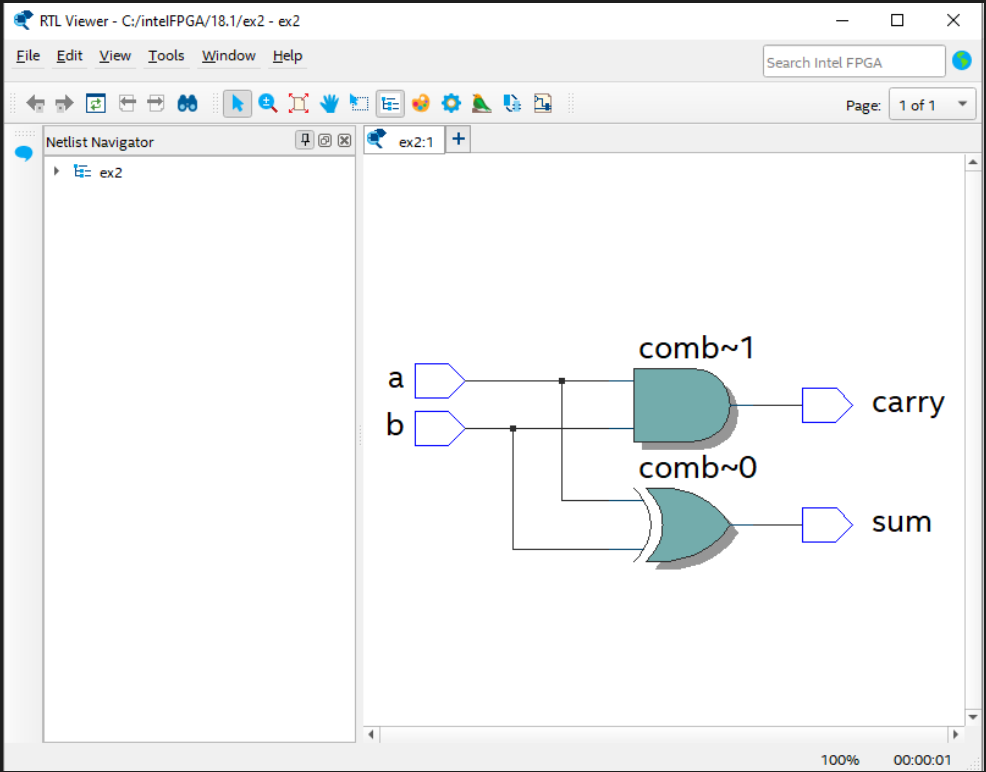 RTL Viewer - C:/intelFPGA/18.1/ex2 - ex2
File Edit View Tools Window Help
Search Intel FPGA
Page: 1 of 1
Netlist Navigator
ex2:1
ex2
comb~1
a
carry
b
comb~0
sum
100% 00:00:01